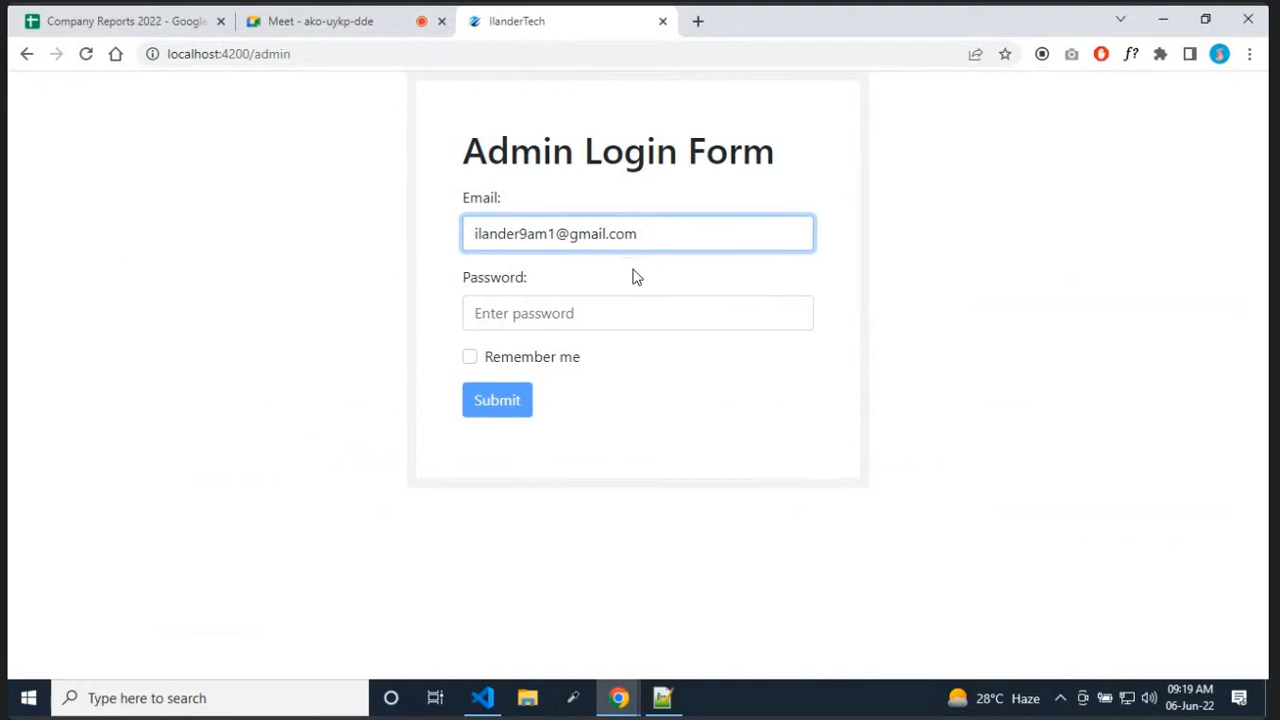 Company Reports 2022 - Google
Meet - ako-uykp-dde
IlanderTech
localhost:4200/admin
f?
Admin Login Form
Email:
ilander9am1@gmail.com
Password:
Enter password
Remember me
Submit
Type here to search
28°C Haze
09:19 AM
06-Jun-22